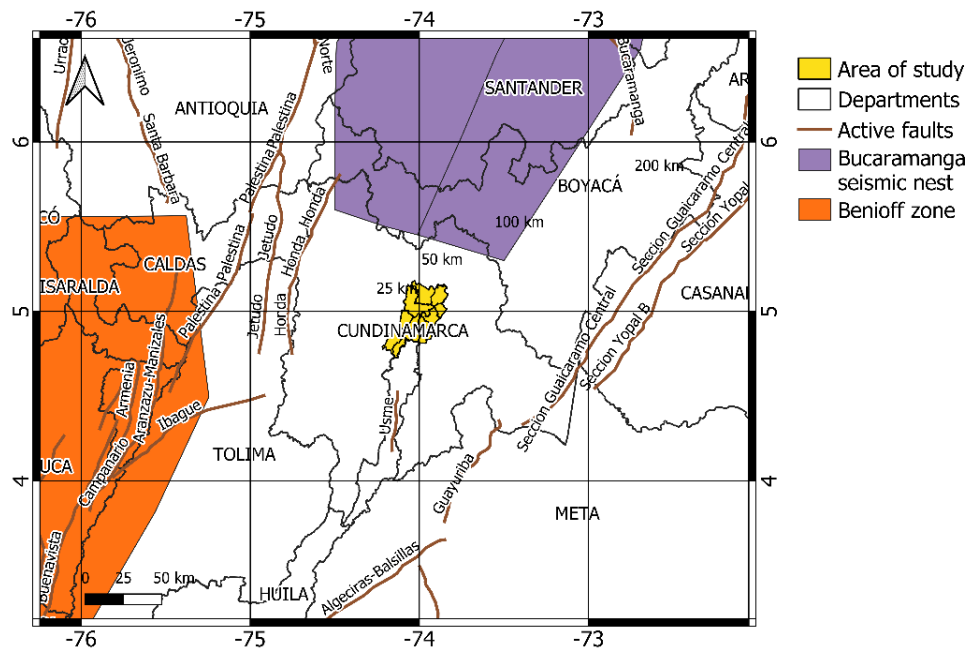 -76
-75
-74
-73
Urrao
Jeronimo
Norte
Bucaramanga
SANTANDER
AR
ANTIOQUIA
Santa Barbara
Palestina
Palestina
6
6
200 km
BOYACÁ
Seccion Guaicaramo Central
Sección Yopal
CÓ
100 km
Palestina
Palestina
Jetudo
Honda
Honda
CALDAS
50 km
ISARALDA
25 km
CASANAI
5
5
Jetudo
Honda
CUNDINAMARCA
Seccion Guaicaramo Central
Sección Yopal B
Armenia
Aranzazu-Manizales
Ibague
Usme
UCA
Campanario
TOLIMA
4
4
Guayuriba
META
Buenavista
Algeciras-Balsillas
0 25 50 km
HUILA
-76
-75
-74
-73
Area of study
Departments
Active faults
Bucaramanga
seismic nest
Benioff zone